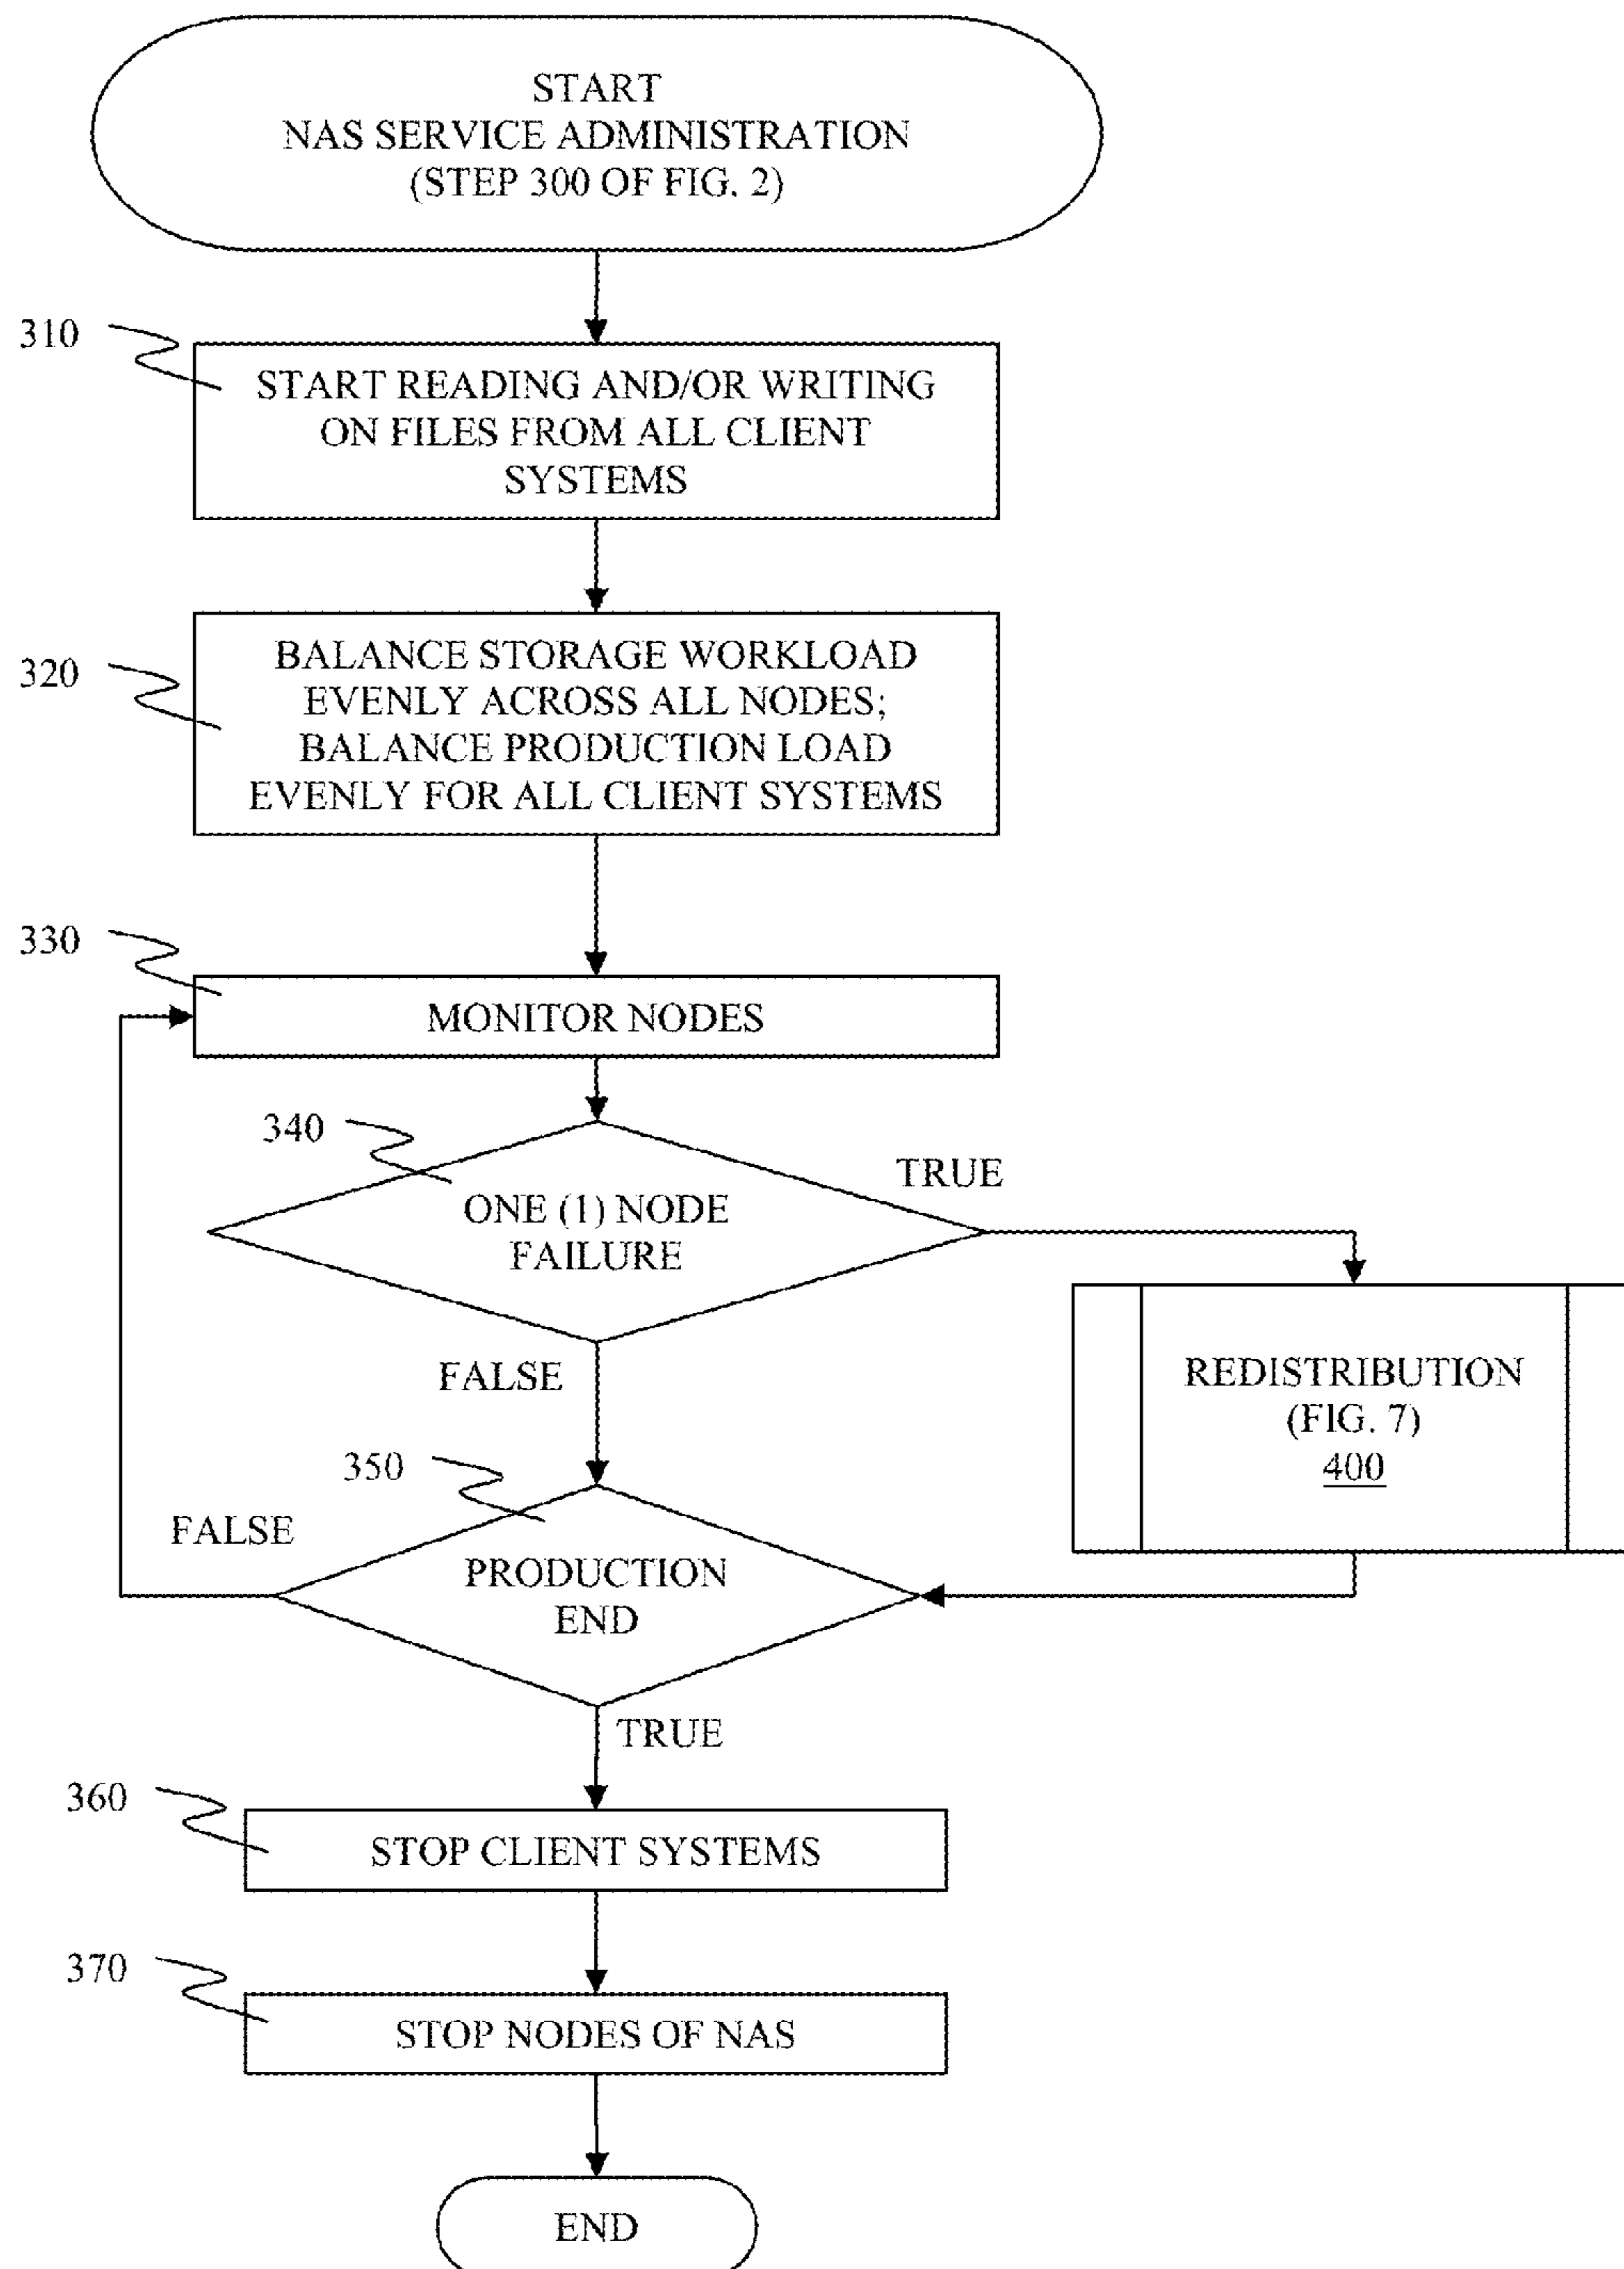 START
NAS SERVICE ADMINISTRATION
(STEP 300 OF FIG. 2)
310
START READING AND/OR WRITING
ON FILES FROM ALL CLIENT
SYSTEMS
320
BALANCE STORAGE WORKLOAD
EVENLY ACROSS ALL NODES;
BALANCE PRODUCTION LOAD
EVENLY FOR ALL CLIENT SYSTEMS
330
MONITOR NODES
340
TRUE
ONE (1) NODE
FAILURE
FALSE
REDISTRIBUTION
(FIG. 7)
400
350
FALSE
PRODUCTION
END
TRUE
360
STOP CLIENT SYSTEMS
370
STOP NODES OF NAS
END